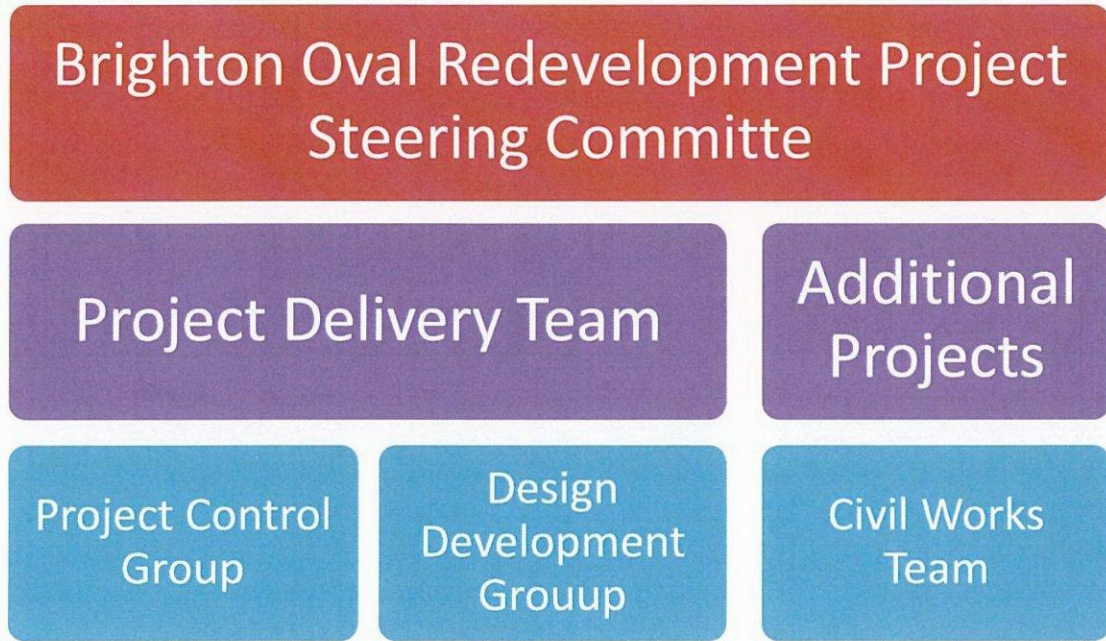 Brighton Oval Redevelopment Project
Steering Committe
Project Delivery Team
Additional
Projects
Project Control
Group
Design
Development
Grouup
Civil Works
Team